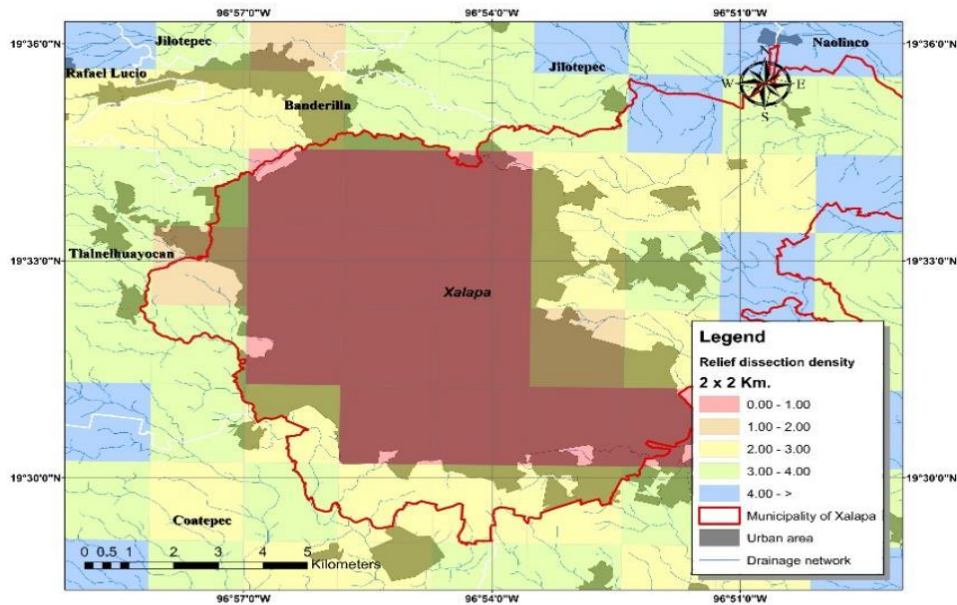 96°57'0"W 96°54'0"W 96°51'0"W
19°36'0"N
Jilotepec
Naolinco
19°36'0"N
Rafael Lucio
Jilotepec
N
W E
S
Banderilla
19°33'0"N
Tlalnelhuayocan
19°33'0"N
Xalapa
Legend
Relief dissection density
2 x 2 Km.
0.00 - 1.00
1.00 - 2.00
2.00 - 3.00
3.00 - 4.00
4.00 - >
Municipality of Xalapa
Urban area
Drainage network
19°30'0"N
19°30'0"N
Coatepec
0 0.5 1 2 3 4 5
Kilometers
96°57'0"W 96°54'0"W 96°51'0"W